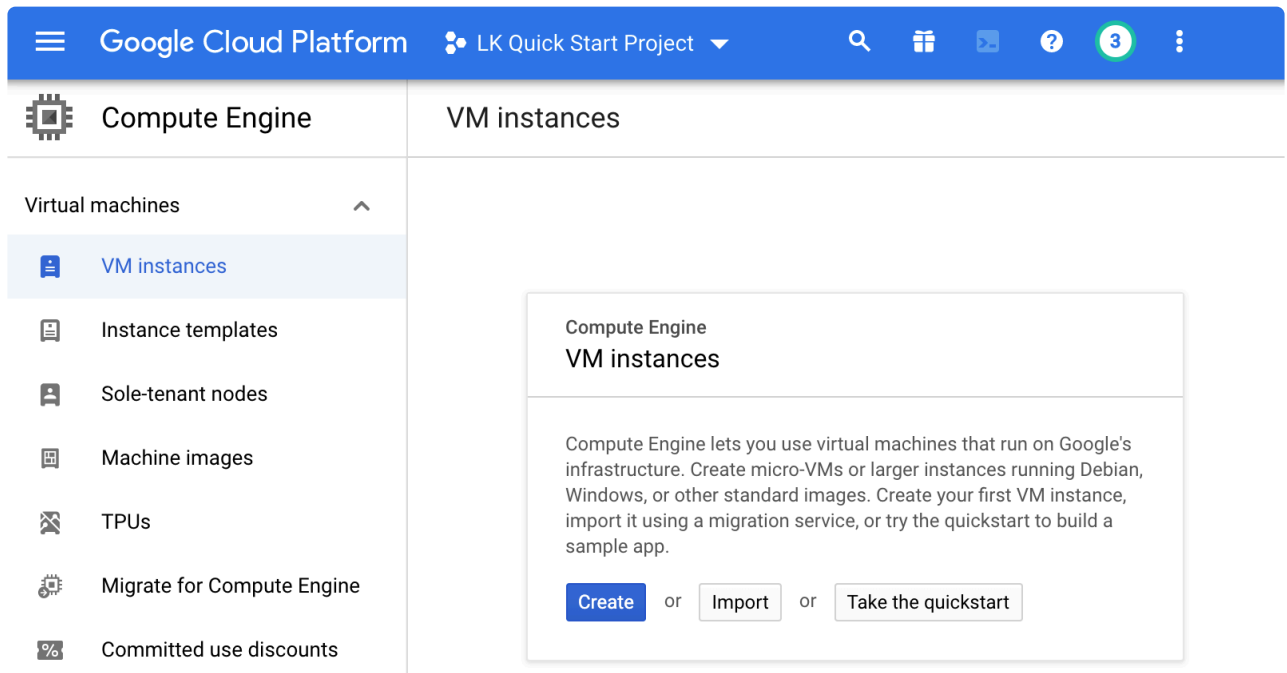 Google Cloud Platform
LK Quick Start Project
?
3
Compute Engine
VM instances
Virtual machines
VM instances
Instance templates
Sole-tenant nodes
Machine images
TPUs
Migrate for Compute Engine
%
Committed use discounts
Compute Engine
VM instances
Compute Engine lets you use virtual machines that run on Google's
infrastructure. Create micro-VMs or larger instances running Debian,
Windows, or other standard images. Create your first VM instance,
import it using a migration service, or try the quickstart to build a
sample app.
Create or Import or Take the quickstart